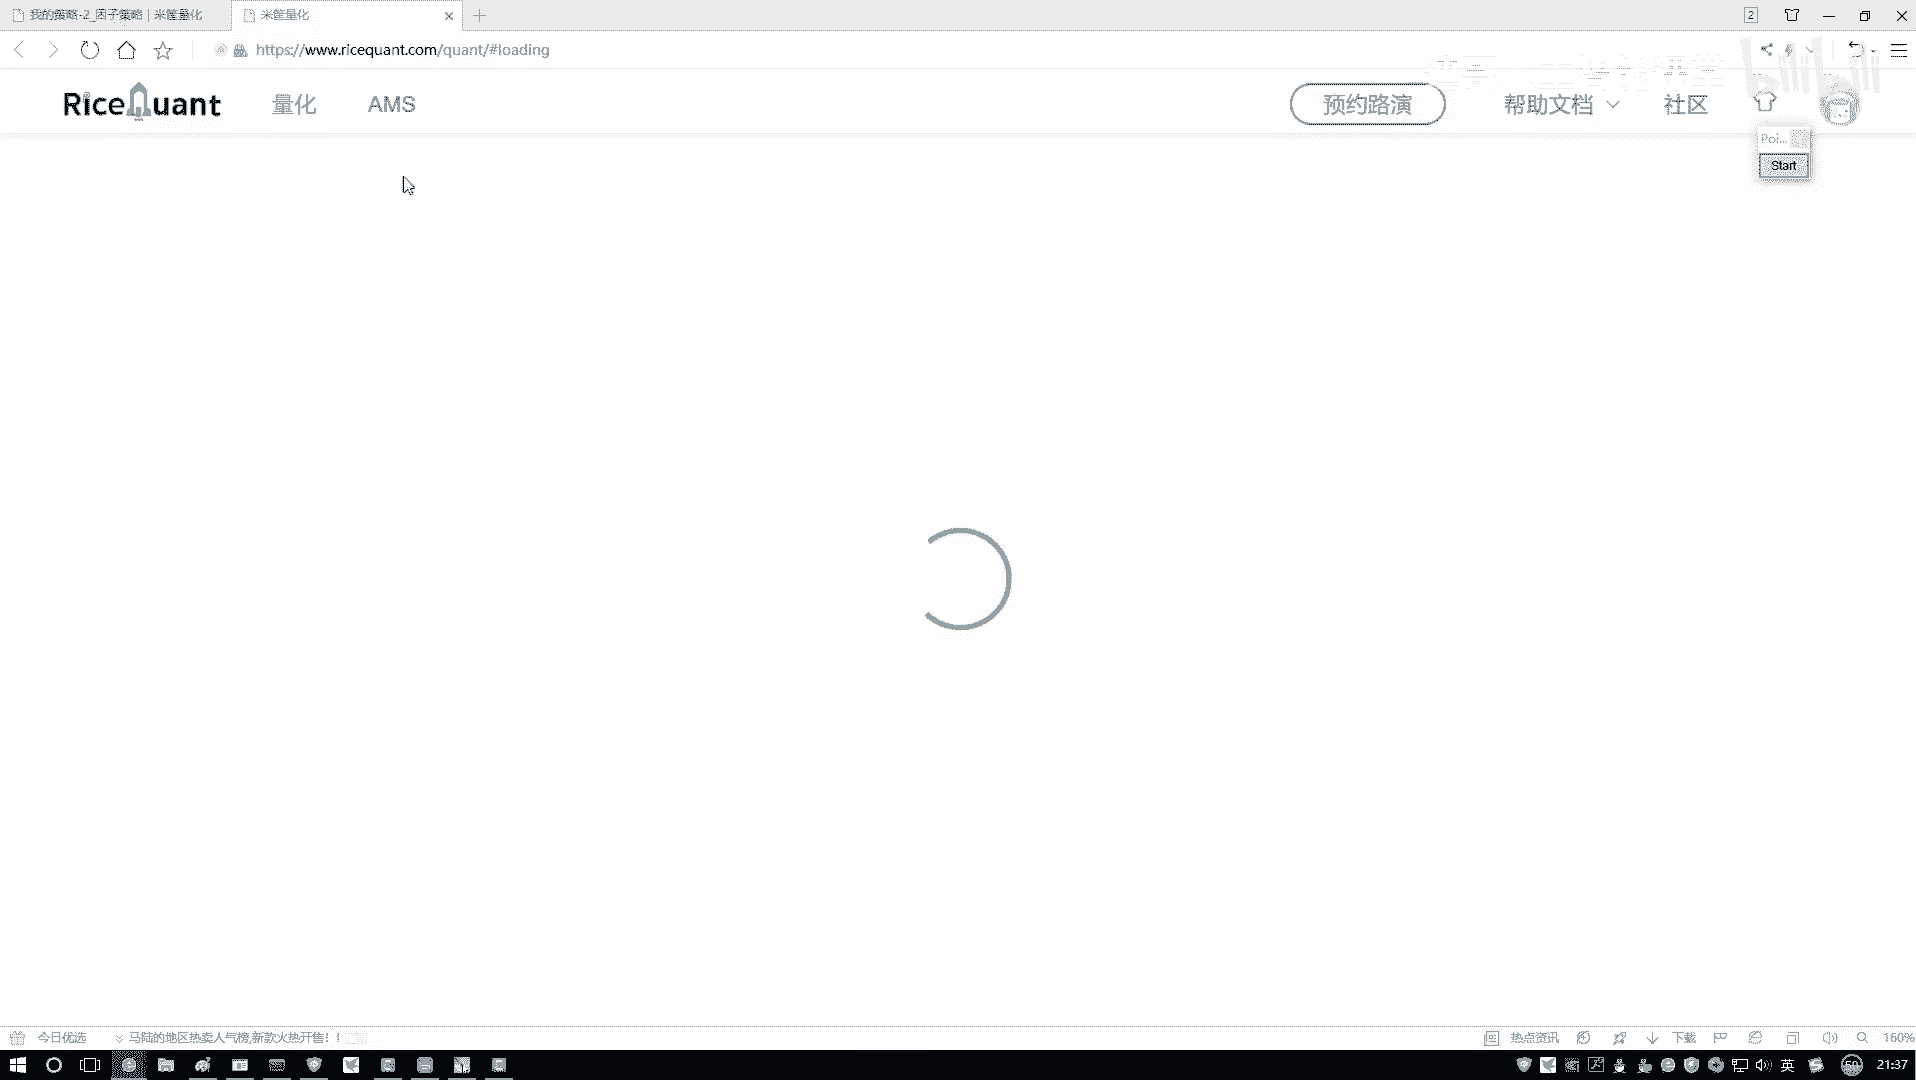 我的策略-2_因子策略 | 米筐量化
米筐量化
2
https://www.ricequant.com/quant/#loading
RiceQuant 量化 AMS 预约路演 帮助文档 社区
Poi...
Start
今日优选 马陆的地区热卖人气榜,新款火热开售！！ 热点资讯 下载 160%
英 21:37